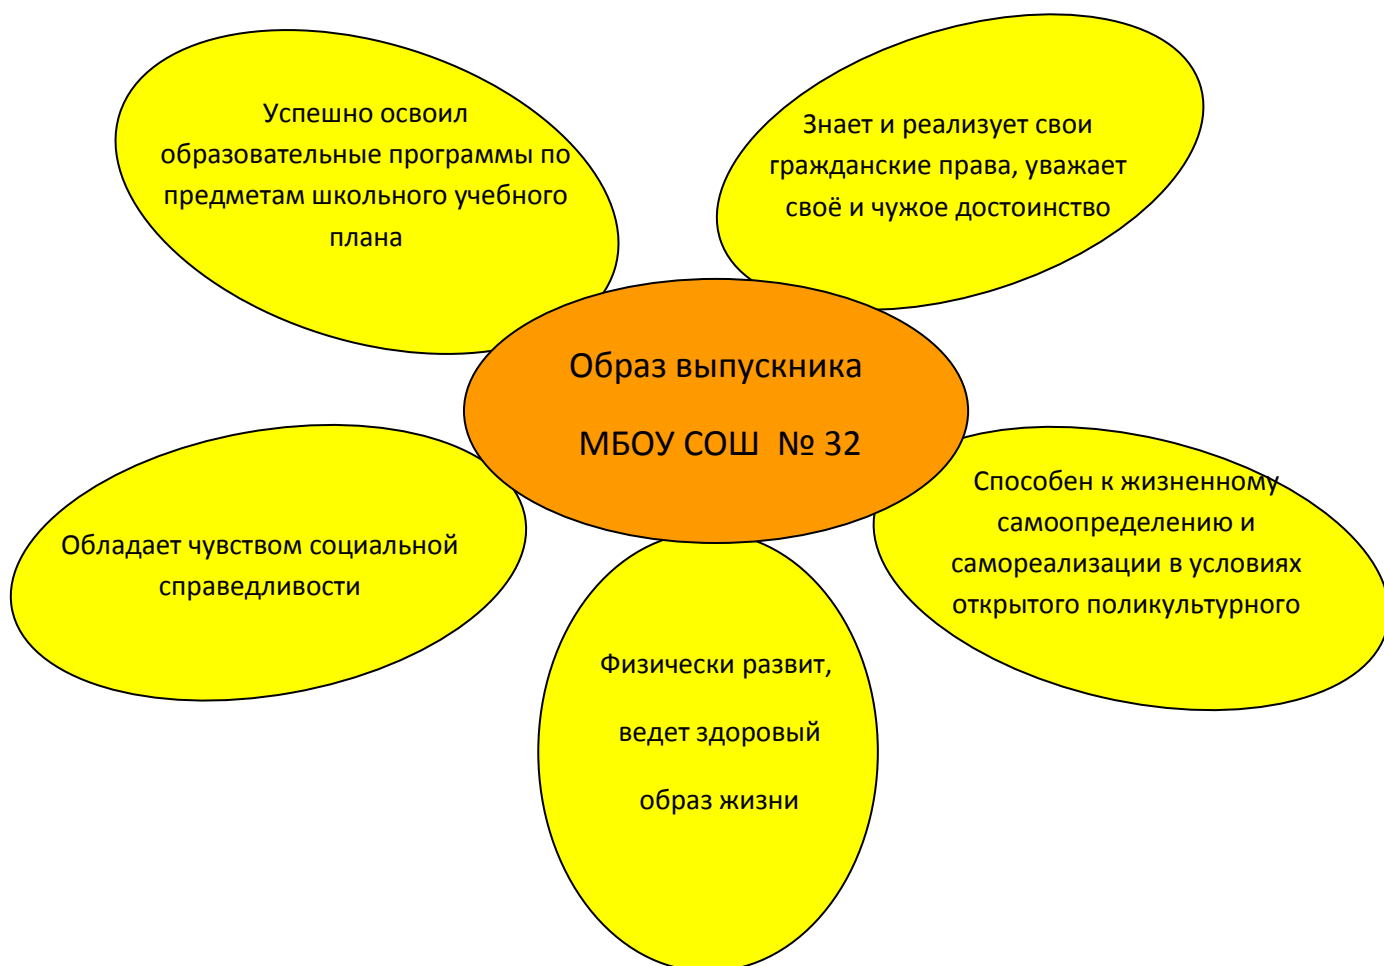 Успешно освоил
образовательные программы по
предметам школьного учебного
плана
Знает и реализует свои
гражданские права, уважает
своё и чужое достоинство
Образ выпускника
МБОУ СОШ № 32
Обладает чувством социальной
справедливости
Способен к жизненному
самоопределению и
самореализации в условиях
открытого поликультурного
Физически развит,
ведет здоровый
образ жизни